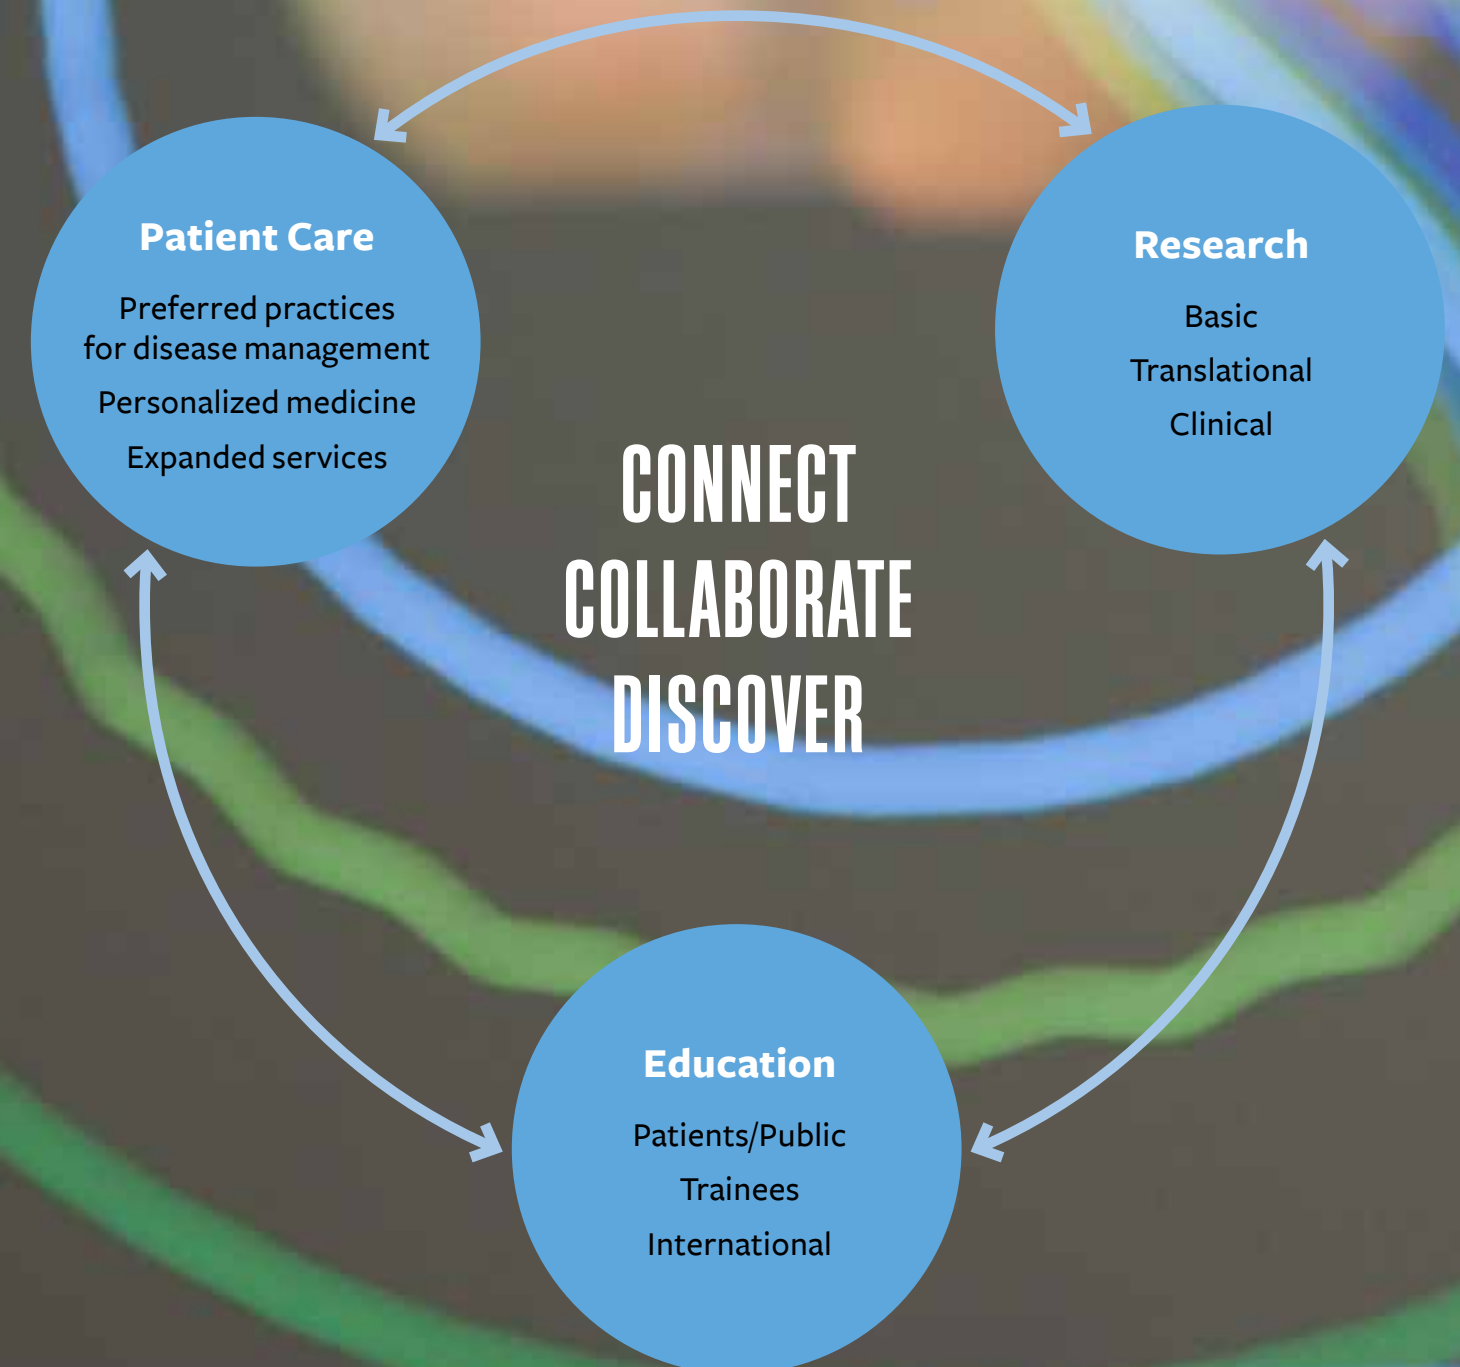 Patient Care
Preferred practices
for disease management
Personalized medicine
Expanded services
Research
Basic
Translational
Clinical
CONNECT
COLLABORATE
DISCOVER
Education
Patients/Public
Trainees
International